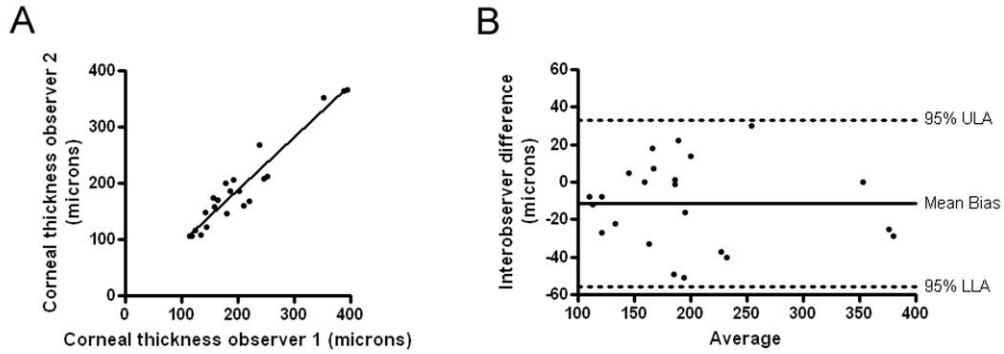 A
Corneal thickness observer 2
(microns)
400
300
200
100
0
0 100 200 300 400
Corneal thickness observer 1 (microns)
B
Interobserver difference
(microns)
60
40
20
0
-20
-40
-60
95% ULA
Mean Bias
95% LLA
100 150 200 250 300 350 400
Average